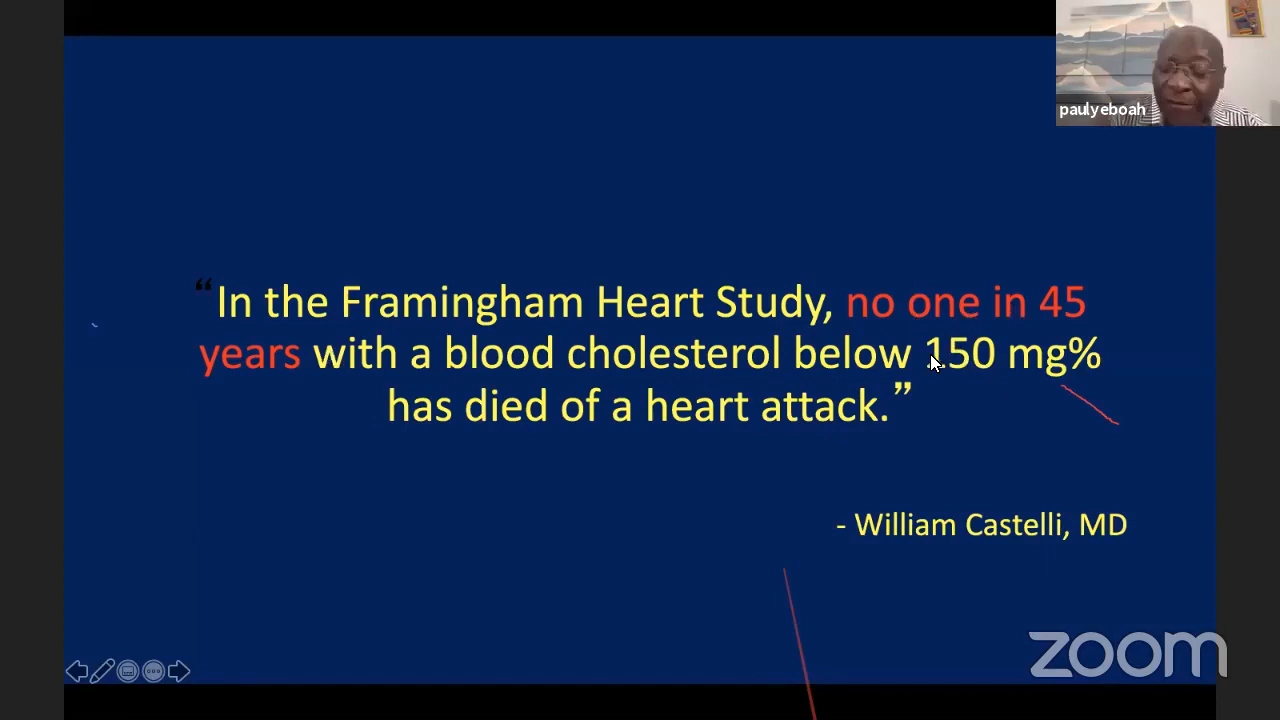 paulyeboah
“In the Framingham Heart Study, no one in 45
years with a blood cholesterol below 150 mg%
has died of a heart attack.”
- William Castelli, MD
zoom